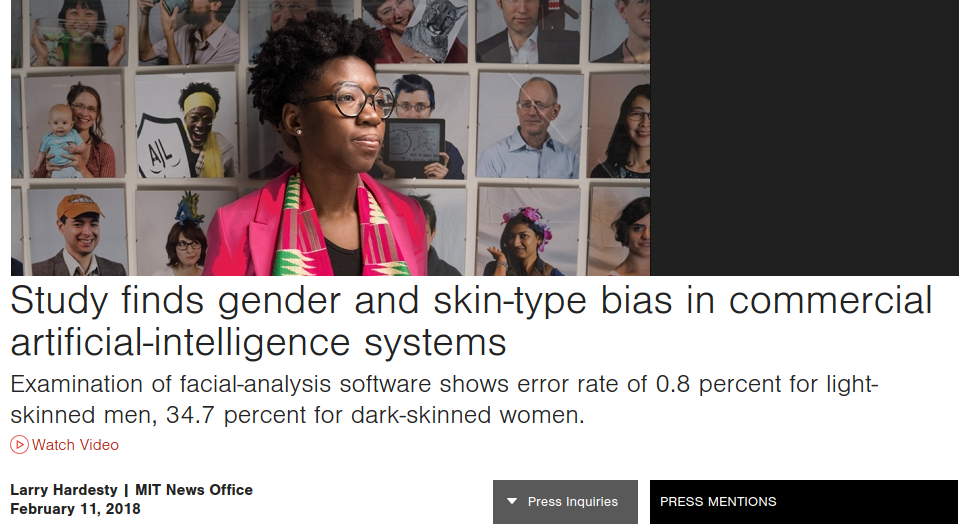 AJL
Study finds gender and skin-type bias in commercial
artificial-intelligence systems
Examination of facial-analysis software shows error rate of 0.8 percent for light-
skinned men, 34.7 percent for dark-skinned women.
Watch Video
Larry Hardesty | MIT News Office
February 11, 2018
Press Inquiries
PRESS MENTIONS